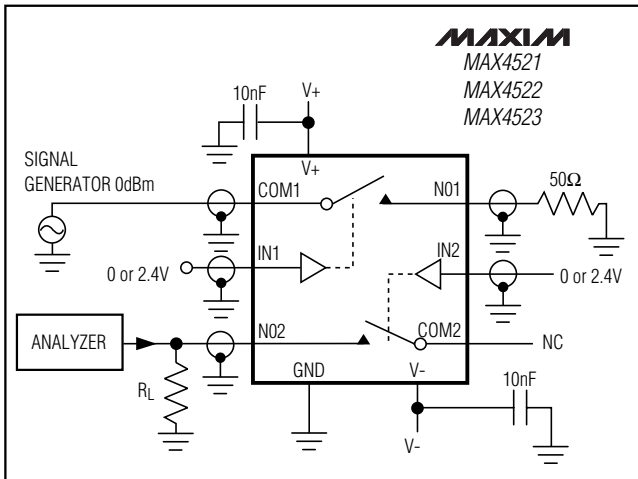 MAXIM
MAX4521
MAX4522
MAX4523
10nF
V+
V+
SIGNAL
GENERATOR 0dBm
COM1
N01
50Ω
IN1
IN2
0 or 2.4V
0 or 2.4V
ANALYZER
N02
COM2
NC
RL
GND
V-
10nF
V-